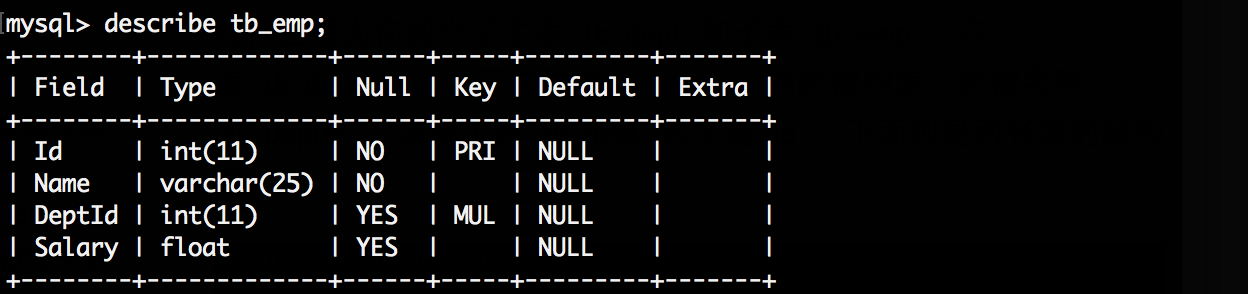 mysql> describe tb_emp;
+--------+-------------+------+-----+---------+-------+
| Field  | Type        | Null | Key | Default | Extra |
+--------+-------------+------+-----+---------+-------+
| Id     | int(11)     | NO   | PRI | NULL    |       |
| Name   | varchar(25) | NO   |     | NULL    |       |
| DeptId | int(11)     | YES  | MUL | NULL    |       |
| Salary | float       | YES  |     | NULL    |       |
+--------+-------------+------+-----+---------+-------+